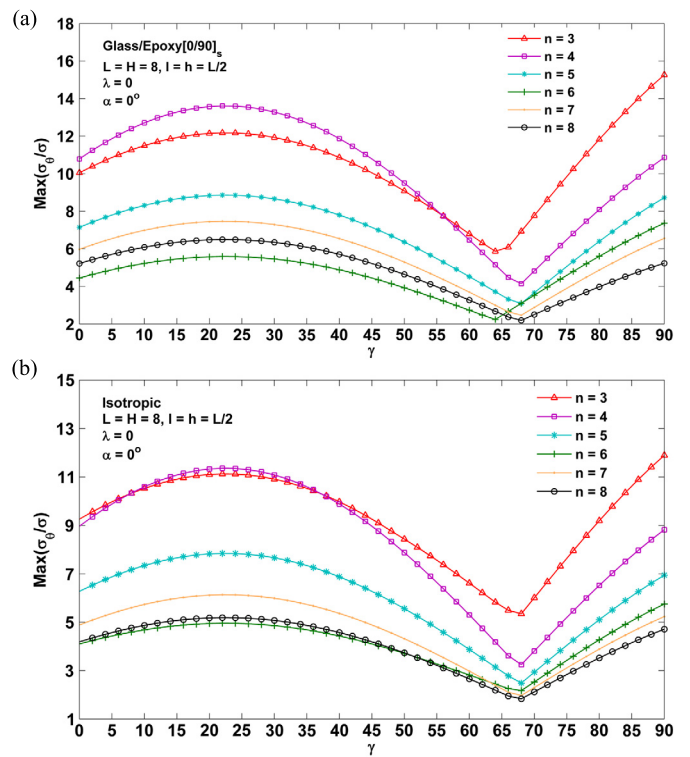 (a)
18
16
14
12
10
8
6
4
2
Max(σθ/σ)
Glass/Epoxy[0/90]s
L = H = 8, l = h = L/2
λ = 0
α = 0°
n = 3
n = 4
n = 5
n = 6
n = 7
n = 8
0 5 10 15 20 25 30 35 40 45 50 55 60 65 70 75 80 85 90
γ
(b)
15
13
11
9
7
5
3
1
Max(σθ/σ)
Isotropic
L = H = 8, l = h = L/2
λ = 0
α = 0°
n = 3
n = 4
n = 5
n = 6
n = 7
n = 8
0 5 10 15 20 25 30 35 40 45 50 55 60 65 70 75 80 85 90
γ